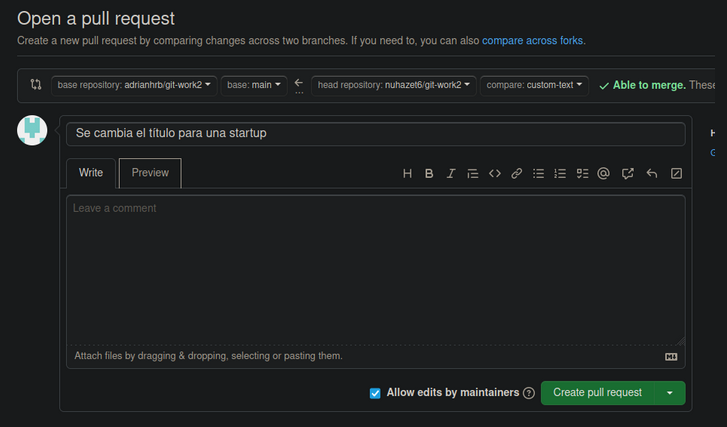 Open a pull request
Create a new pull request by comparing changes across two branches. If you need to, you can also compare across forks.
base repository: adrianhrb/git-work2 base: main ← head repository: nuhazet6/git-work2 compare: custom-text ✓ Able to merge. These
...
Se cambia el título para una startup
H
G
Write Preview H B I @
Leave a comment
Attach files by dragging & dropping, selecting or pasting them.
Allow edits by maintainers ? Create pull request